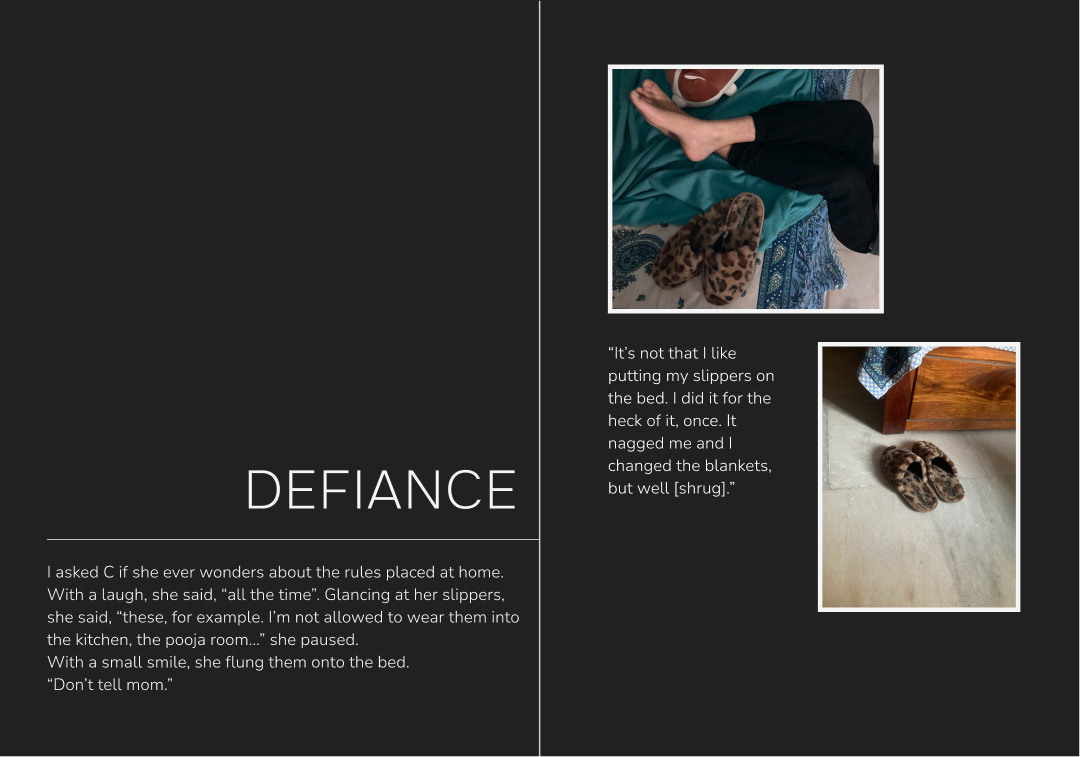 DEFIANCE
I asked C if she ever wonders about the rules placed at home.
With a laugh, she said, “all the time”. Glancing at her slippers,
she said, “these, for example. I’m not allowed to wear them into
the kitchen, the pooja room...” she paused.
With a small smile, she flung them onto the bed.
“Don’t tell mom.”
“It’s not that I like
putting my slippers on
the bed. I did it for the
heck of it, once. It
nagged me and I
changed the blankets,
but well [shrug].”